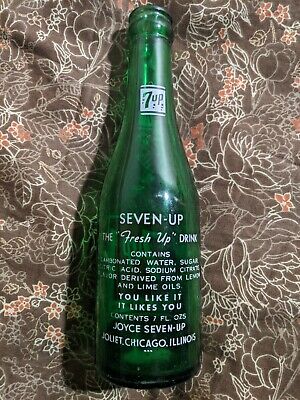 7up
SEVEN-UP
THE "Fresh Up" DRINK
CONTAINS
CARBONATED WATER, SUGAR
CITRIC ACID, SODIUM CITRATE
FLAVOR DERIVED FROM LEMON
AND LIME OILS.
YOU LIKE IT
IT LIKES YOU
CONTENTS 7 FL. OZS.
JOYCE SEVEN-UP
JOLIET, CHICAGO, ILLINOIS